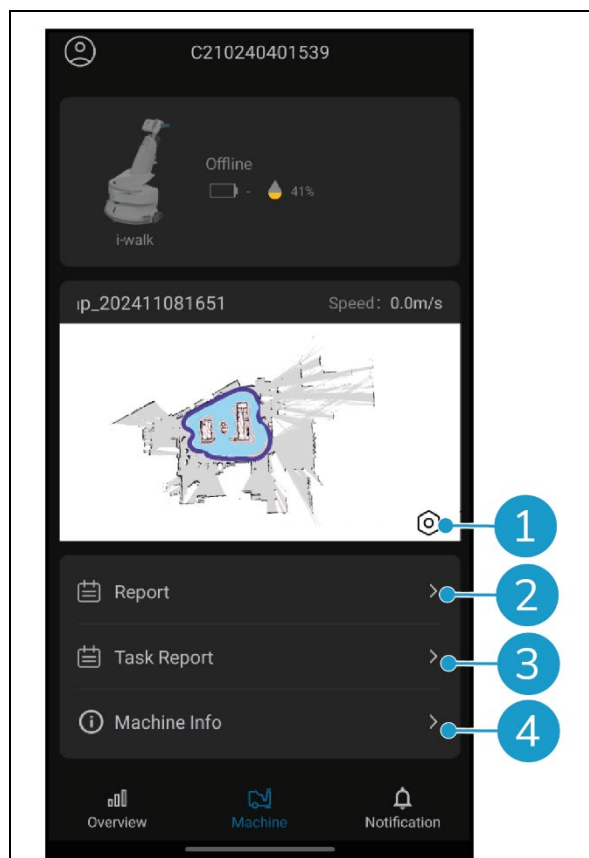 C210240401539
Offline
- 41%
i-walk
ıp_202411081651 Speed: 0.0m/s
1
Report 2
Task Report 3
Machine Info 4
Overview Machine Notification